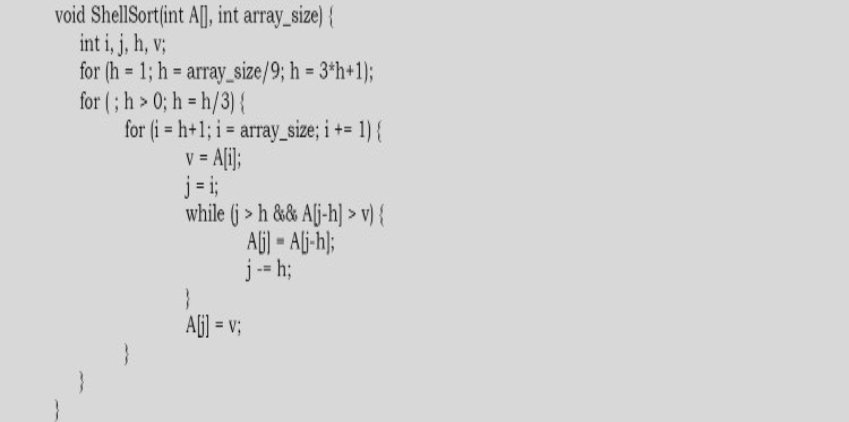 void ShellSort(int A[], int array_size) {
int i, j, h, v;
for (h = 1; h = array_size/9; h = 3*h+1);
for ( ; h > 0; h = h/3) {
for (i = h+1; i = array_size; i += 1) {
v = A[i];
j = i;
while (j > h && A[j-h] > v) {
A[j] = A[j-h];
j -= h;
}
A[j] = v;
}
}
}